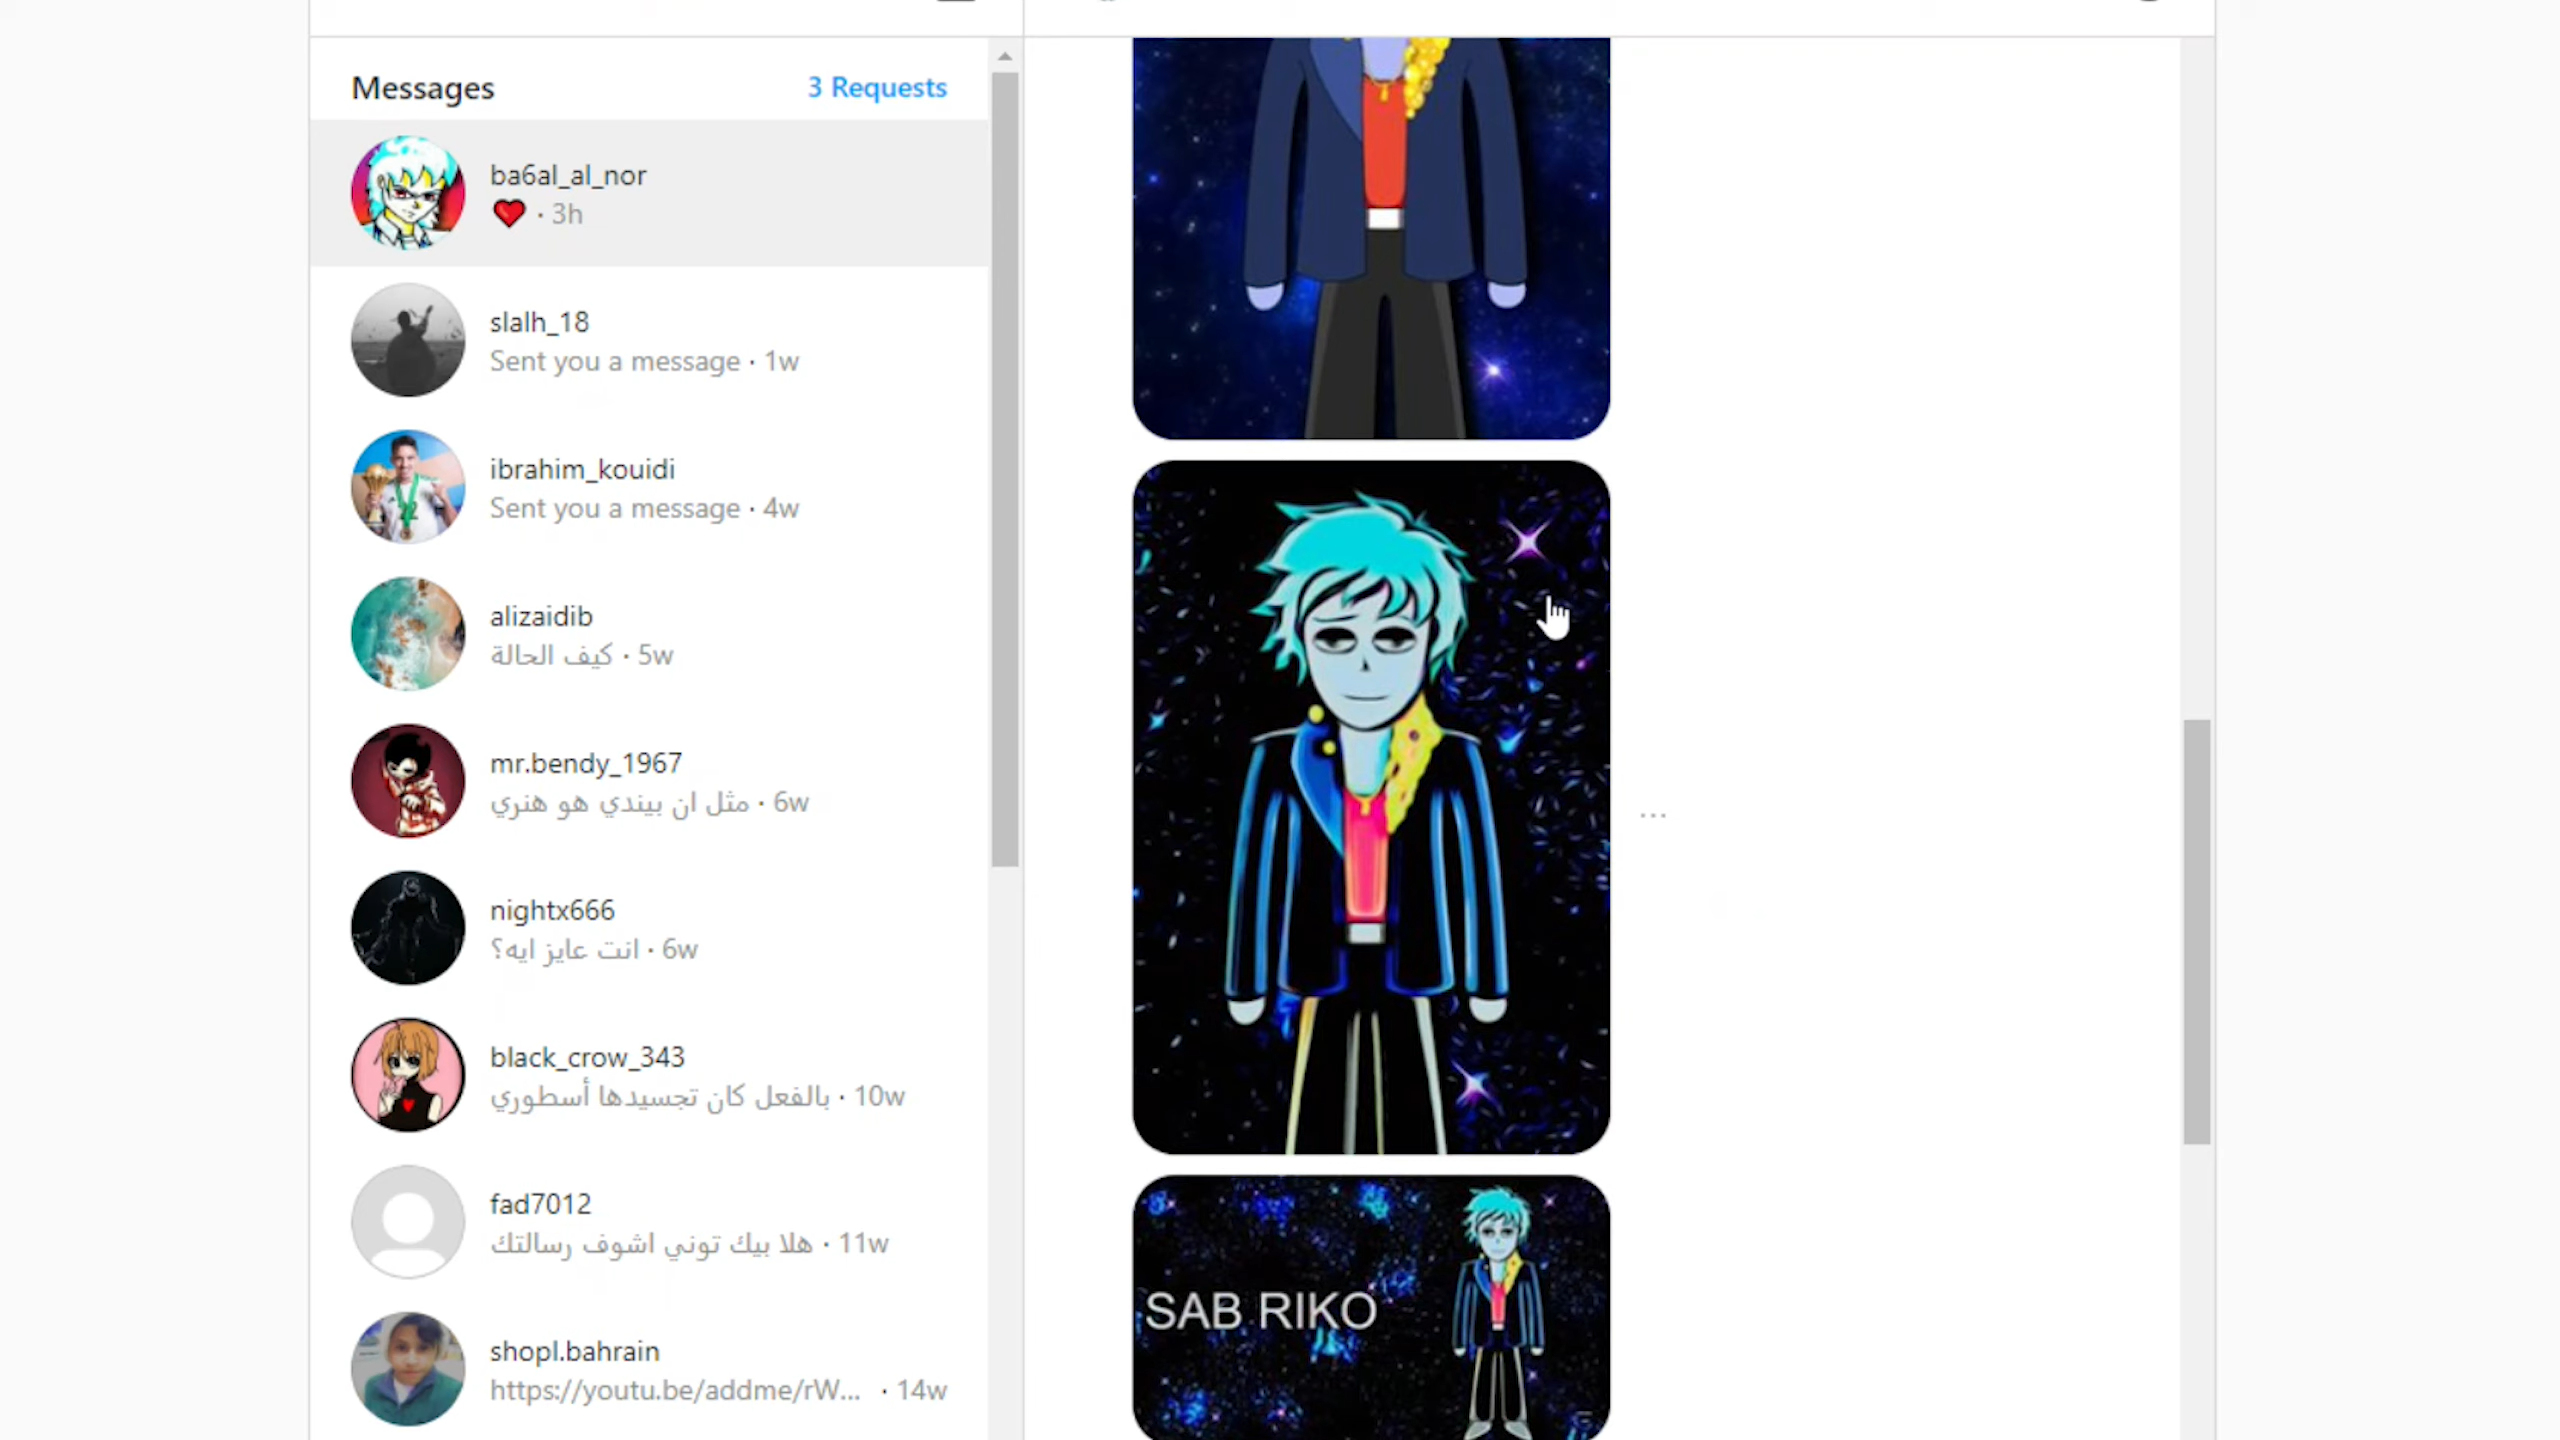 Messages
3 Requests
ba6al_al_nor
❤ · 3h
slalh_18
Sent you a message · 1w
ibrahim_kouidi
Sent you a message · 4w
alizaidib
كيف الحالة · 5w
mr.bendy_1967
مثل ان بيندي هو هنري · 6w
nightx666
انت عايز ايه؟ · 6w
black_crow_343
بالفعل كان تجسيدها أسطوري · 10w
fad7012
هلا بيك توني اشوف رسالتك · 11w
shopl.bahrain
https://youtu.be/addme/rW... · 14w
SAB RIKO